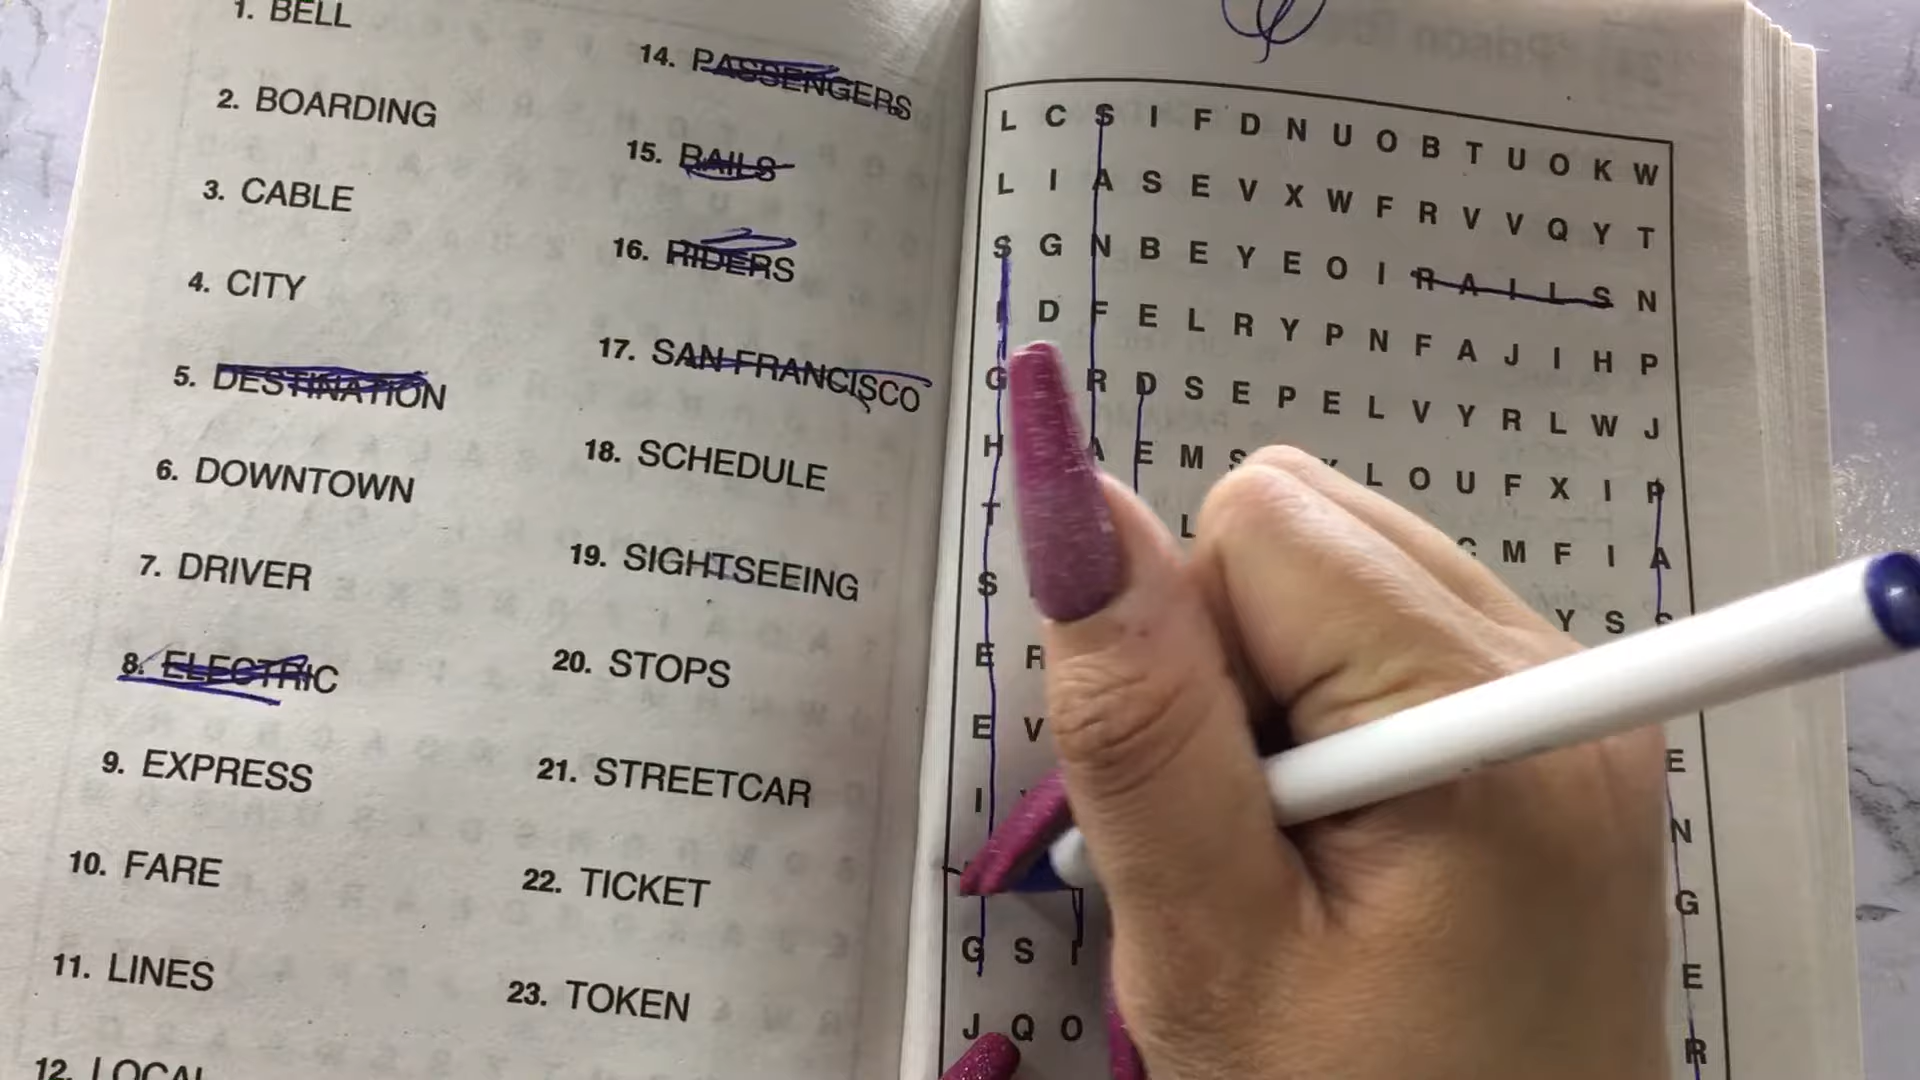 1. BELL
2. BOARDING
3. CABLE
4. CITY
5. DESTINATION
6. DOWNTOWN
7. DRIVER
8. ELECTRIC
9. EXPRESS
10. FARE
11. LINES
12. LOCAL
14. PASSENGERS
15. RAILS
16. RIDERS
17. SAN FRANCISCO
18. SCHEDULE
19. SIGHTSEEING
20. STOPS
21. STREETCAR
22. TICKET
23. TOKEN
L C S I F D N U O B T U O K W
L I A S E V X W F R V V Q Y T
S G N B E Y E O I R A I L S N
I D F E L R Y P N F A J I H P
G R D S E P E L V Y R L W J
H A E M S L O U F X I P
T L C M F I A
S Y S S
E R
E V E
I N
G
G S I E
J Q O R